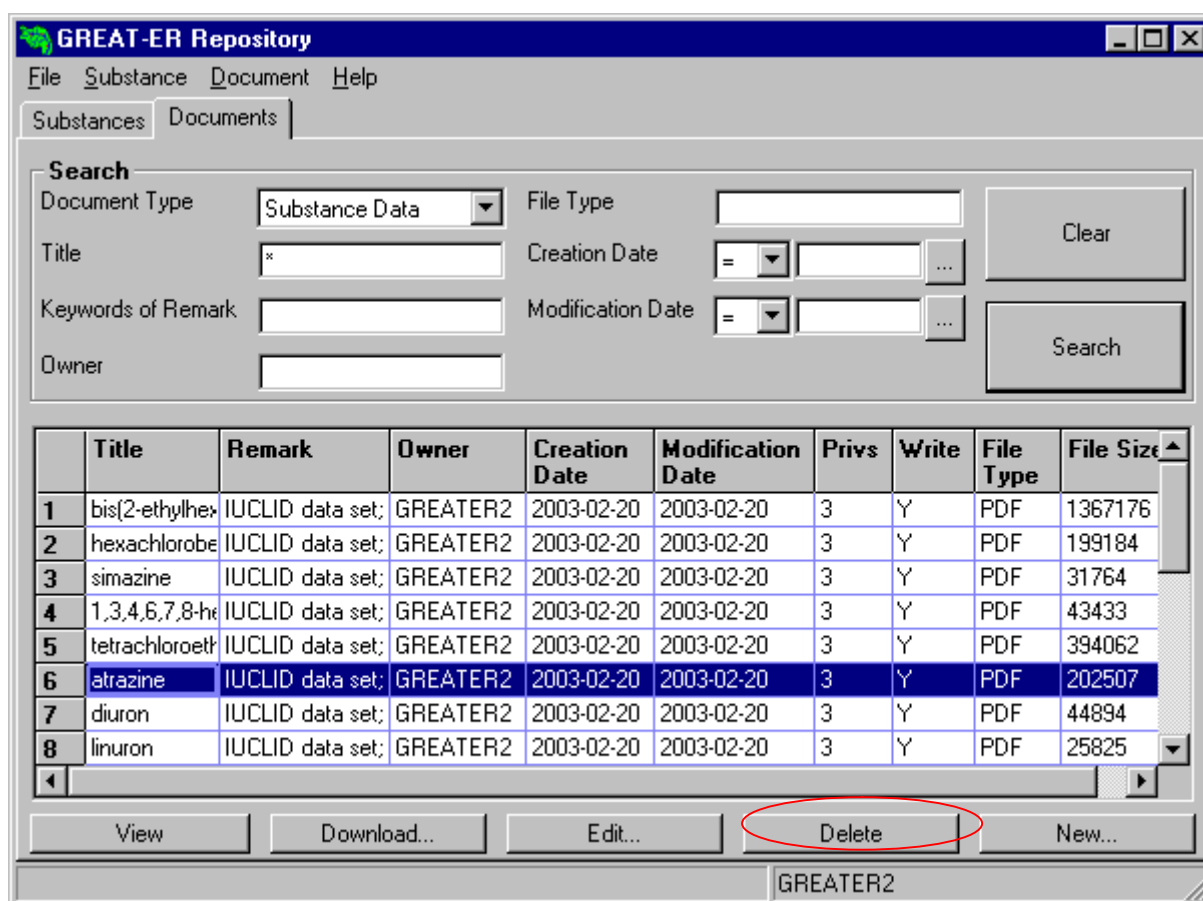 GREAT-ER Repository
File Substance Document Help
Substances Documents
Search
Document Type Substance Data File Type
Clear
Title * Creation Date = ...
Keywords of Remark Modification Date = ...
Search
Owner
Title Remark Owner Creation Date Modification Date Privs Write File Type File Size
1 bis(2-ethylhex IUCLID data set; GREATER2 2003-02-20 2003-02-20 3 Y PDF 1367176
2 hexachlorobe IUCLID data set; GREATER2 2003-02-20 2003-02-20 3 Y PDF 199184
3 simazine IUCLID data set; GREATER2 2003-02-20 2003-02-20 3 Y PDF 31764
4 1,3,4,6,7,8-he IUCLID data set; GREATER2 2003-02-20 2003-02-20 3 Y PDF 43433
5 tetrachloroeth IUCLID data set; GREATER2 2003-02-20 2003-02-20 3 Y PDF 394062
6 atrazine IUCLID data set; GREATER2 2003-02-20 2003-02-20 3 Y PDF 202507
7 diuron IUCLID data set; GREATER2 2003-02-20 2003-02-20 3 Y PDF 44894
8 linuron IUCLID data set; GREATER2 2003-02-20 2003-02-20 3 Y PDF 25825
View Download... Edit... Delete New...
GREATER2